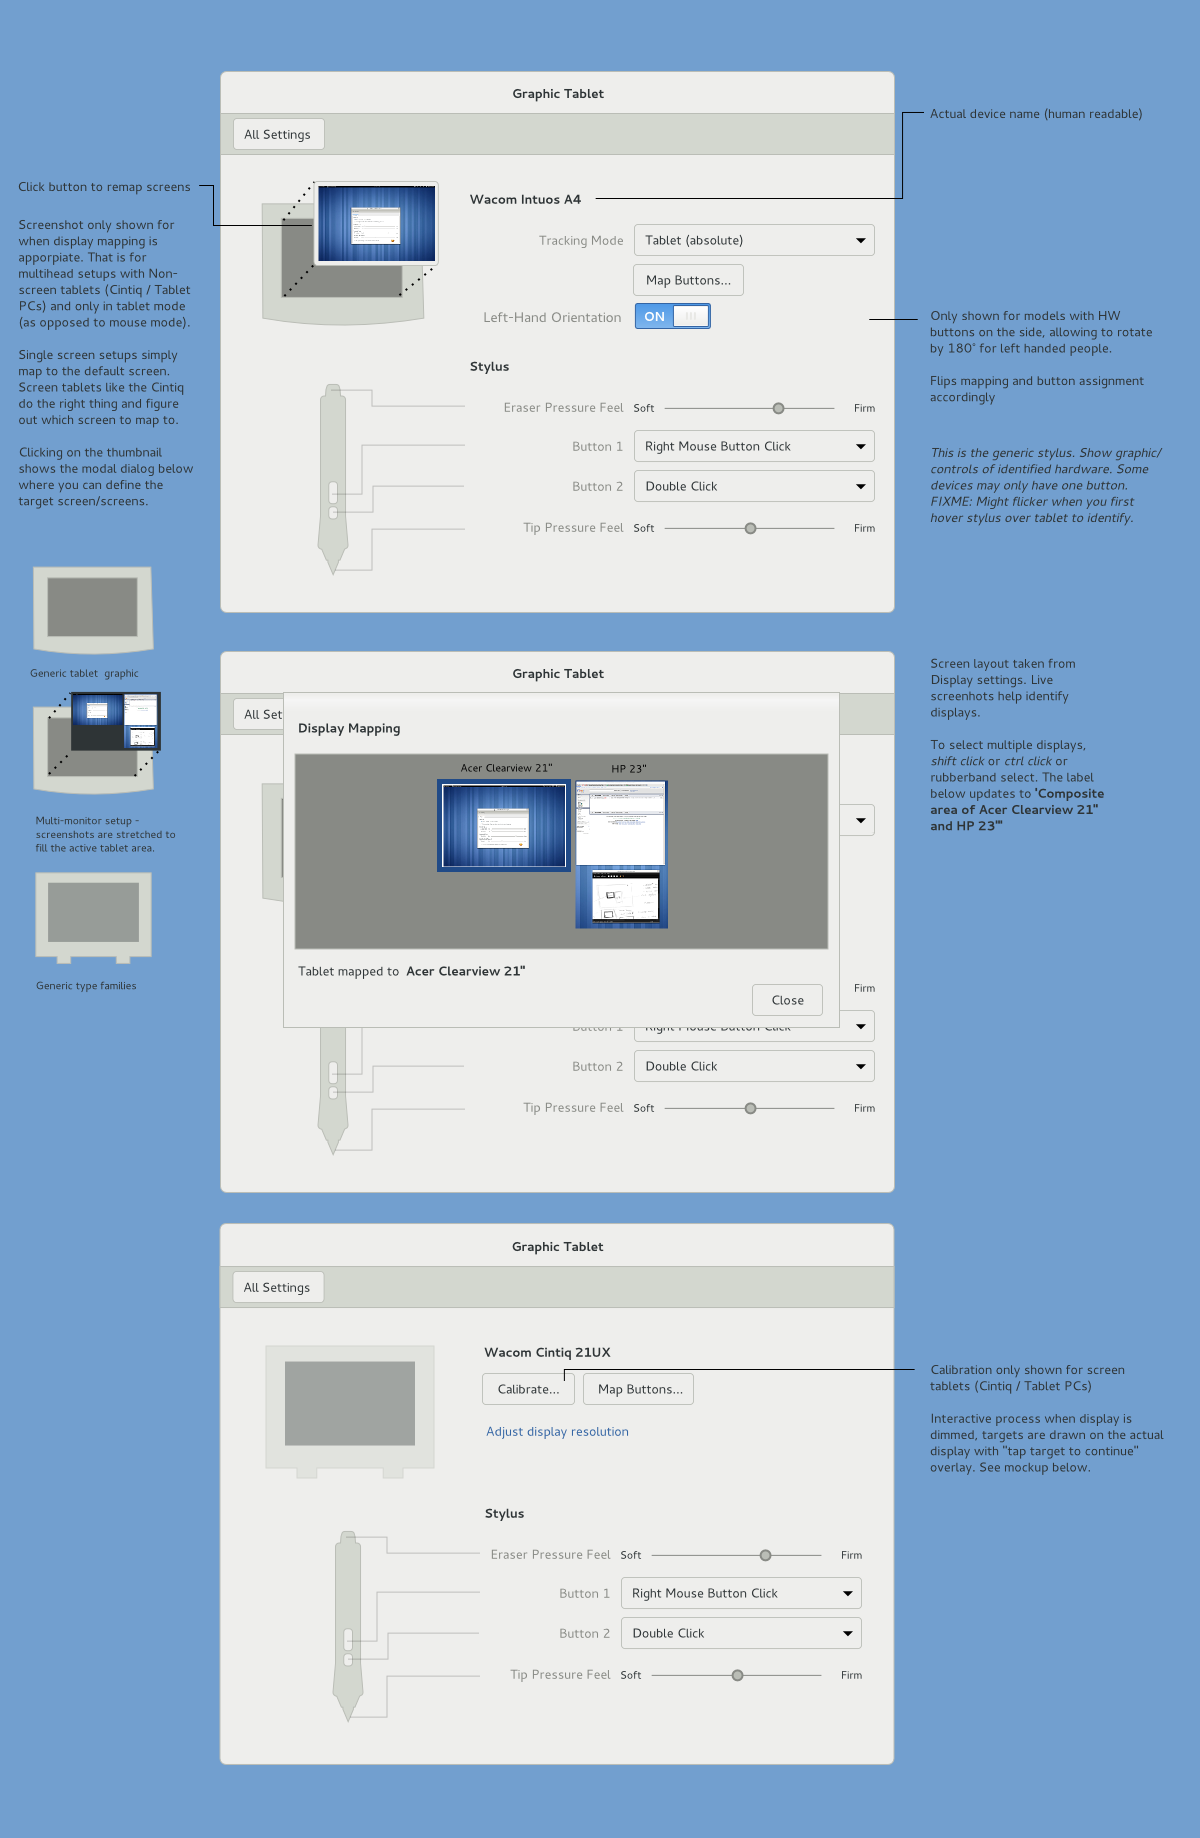 Graphic Tablet
All Settings
Actual device name (human readable)
Click button to remap screens
Screenshot only shown for
when display mapping is
apporpiate. That is for
multihead setups with Non-
screen tablets (Cintiq / Tablet
PCs) and only in tablet mode
(as opposed to mouse mode).
Single screen setups simply
map to the default screen.
Screen tablets like the Cintiq
do the right thing and figure
out which screen to map to.
Clicking on the thumbnail
shows the modal dialog below
where you can define the
target screen/screens.
Wacom Intuos A4
Tracking Mode
Tablet (absolute)
Map Buttons...
Left-Hand Orientation
ON
Only shown for models with HW
buttons on the side, allowing to rotate
by 180° for left handed people.
Flips mapping and button assignment
accordingly
Stylus
Eraser Pressure Feel
Soft
Firm
Button 1
Right Mouse Button Click
Button 2
Double Click
Tip Pressure Feel
Soft
Firm
This is the generic stylus. Show graphic/
controls of identified hardware. Some
devices may only have one button.
FIXME: Might flicker when you first
hover stylus over tablet to identify.
Generic tablet graphic
Multi-monitor setup -
screenshots are stretched to
fill the active tablet area.
Generic type families
Graphic Tablet
All Set
Display Mapping
Acer Clearview 21"
HP 23"
Tablet mapped to Acer Clearview 21"
Close
Firm
Button 1
Right Mouse Button Click
Button 2
Double Click
Tip Pressure Feel
Soft
Firm
Screen layout taken from
Display settings. Live
screenhots help identify
displays.
To select multiple displays,
shift click or ctrl click or
rubberband select. The label
below updates to 'Composite
area of Acer Clearview 21"
and HP 23"'
Graphic Tablet
All Settings
Wacom Cintiq 21UX
Calibrate...
Map Buttons...
Adjust display resolution
Calibration only shown for screen
tablets (Cintiq / Tablet PCs)
Interactive process when display is
dimmed, targets are drawn on the actual
display with "tap target to continue"
overlay. See mockup below.
Stylus
Eraser Pressure Feel
Soft
Firm
Button 1
Right Mouse Button Click
Button 2
Double Click
Tip Pressure Feel
Soft
Firm